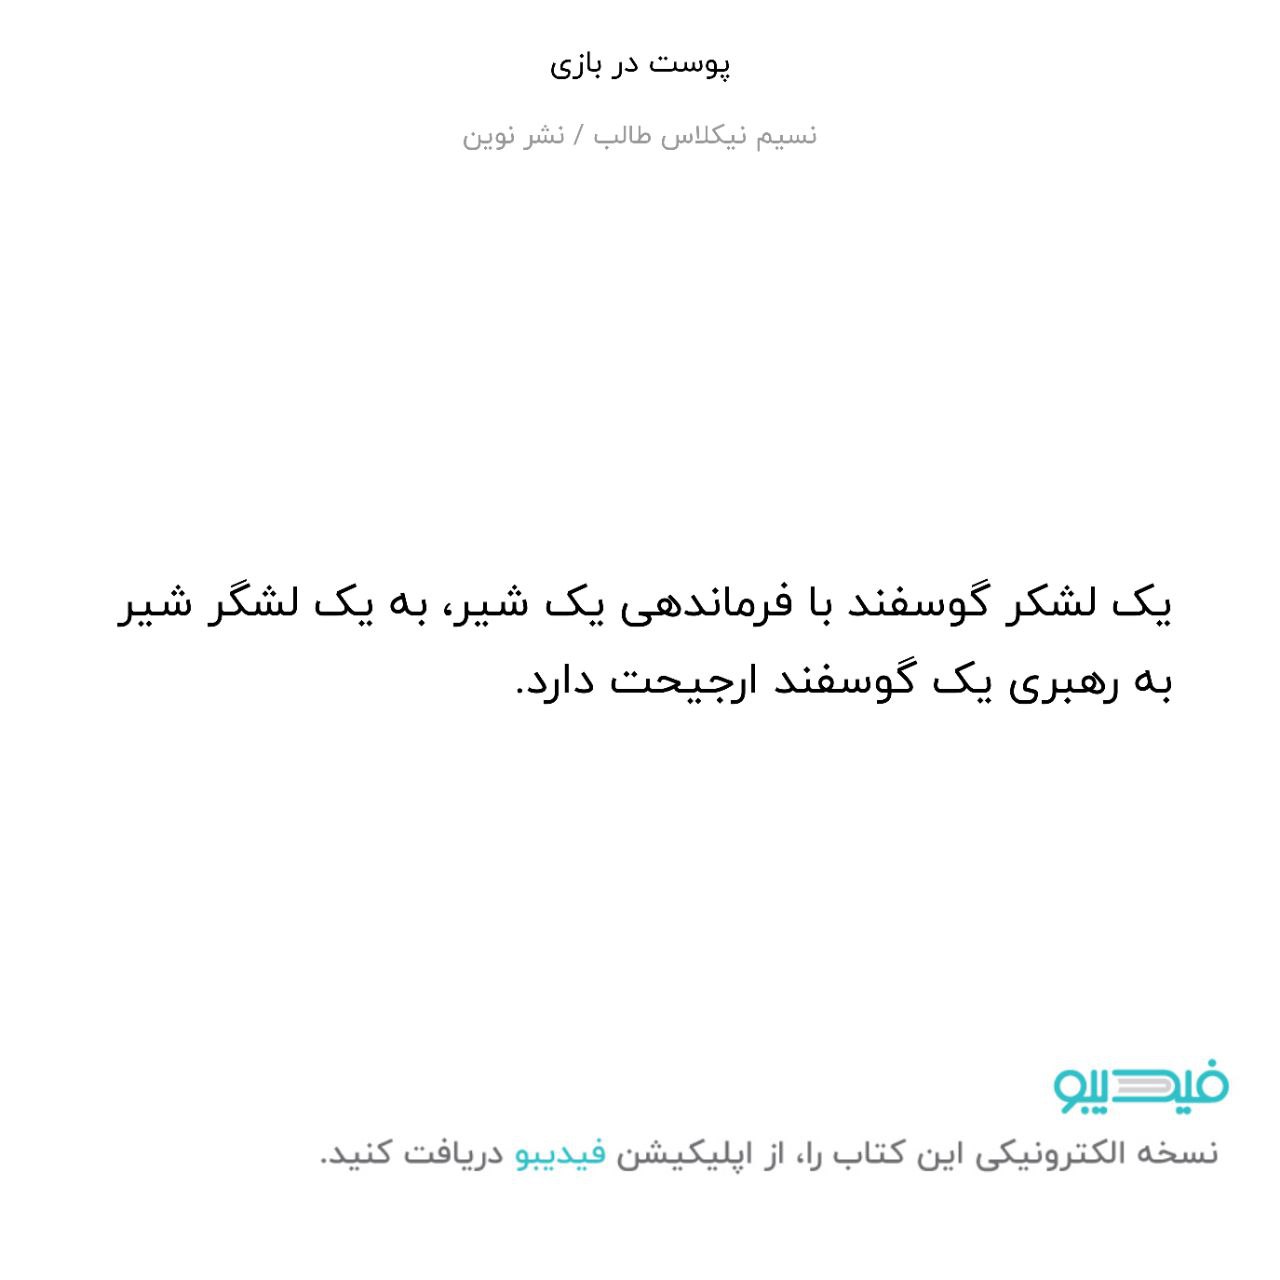 پوست در بازی
نسیم نیکلاس طالب / نشر نوین
یک لشکر گوسفند با فرماندهی یک شیر، به یک لشگر شیر
به رهبری یک گوسفند ارجیحت دارد.
فیدیبو
نسخه الکترونیکی این کتاب را، از اپلیکیشن فیدیبو دریافت کنید.